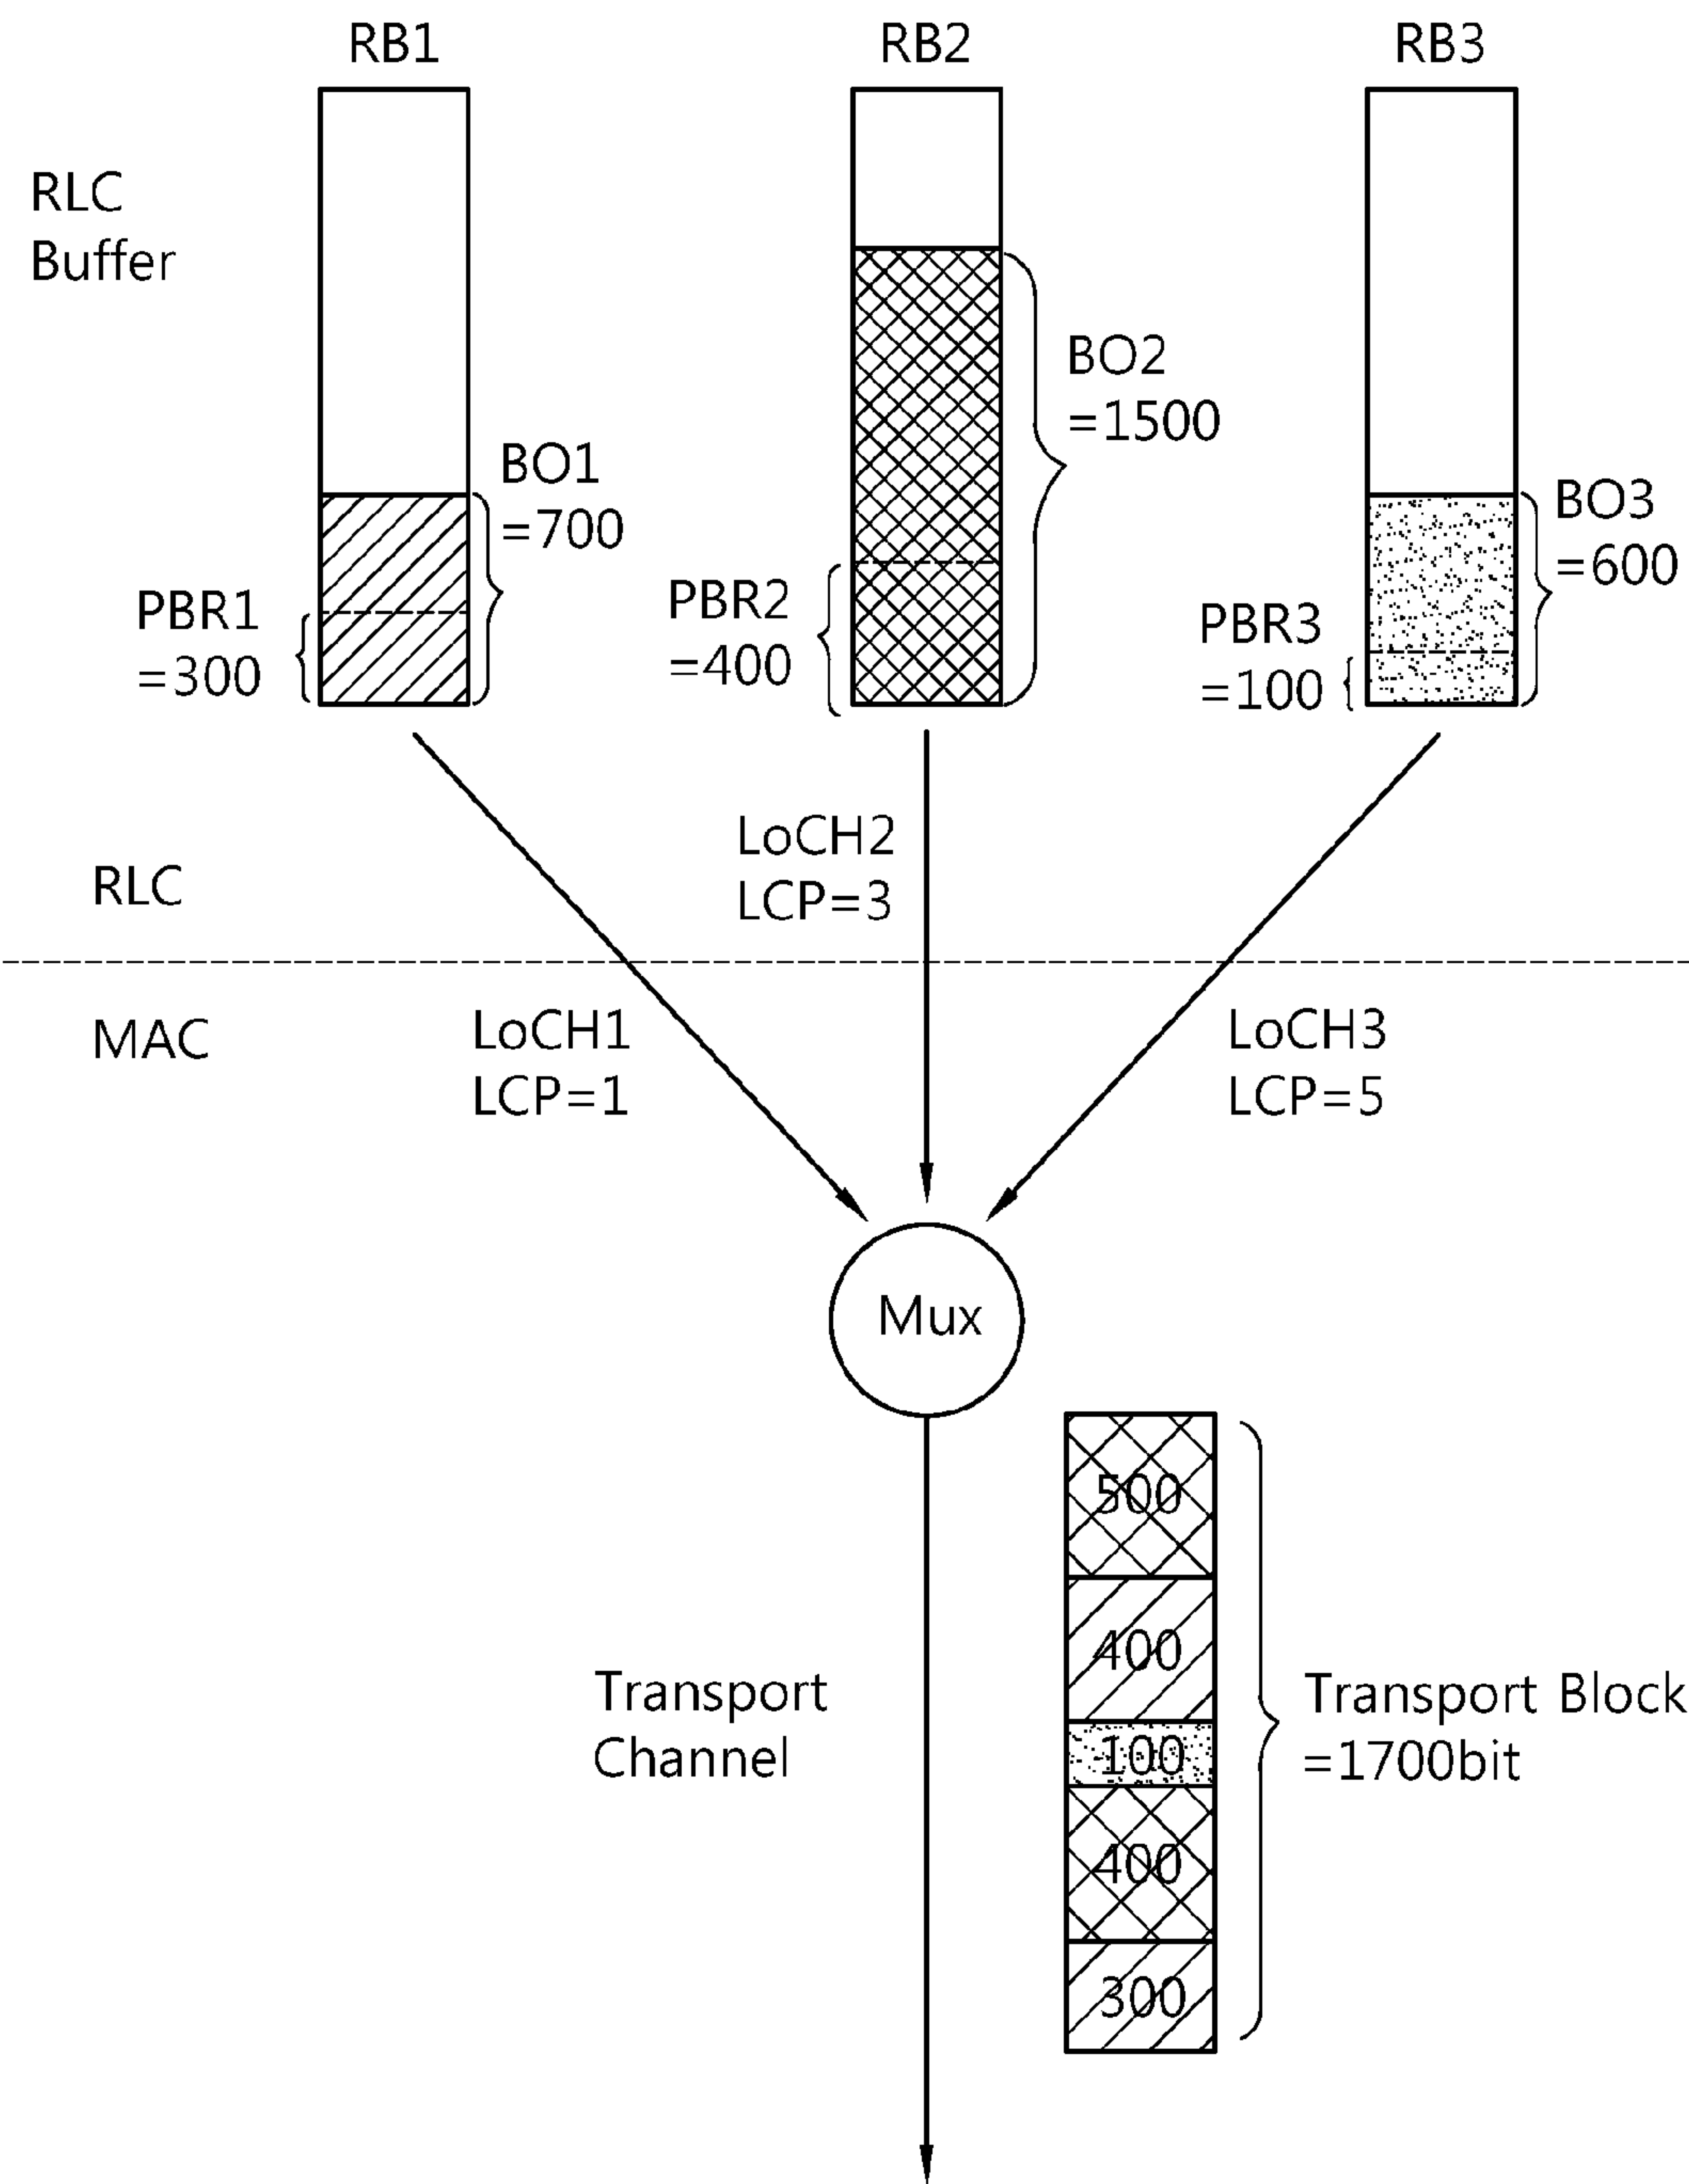 RB1
RB2
RB3
RLC
Buffer
BO1
=700
PBR1
=300
BO2
=1500
PBR2
=400
BO3
=600
PBR3
=100
LoCH2
LCP=3
RLC
MAC
LoCH1
LCP=1
LoCH3
LCP=5
Mux
500
400
100
400
300
Transport
Channel
Transport Block
=1700bit